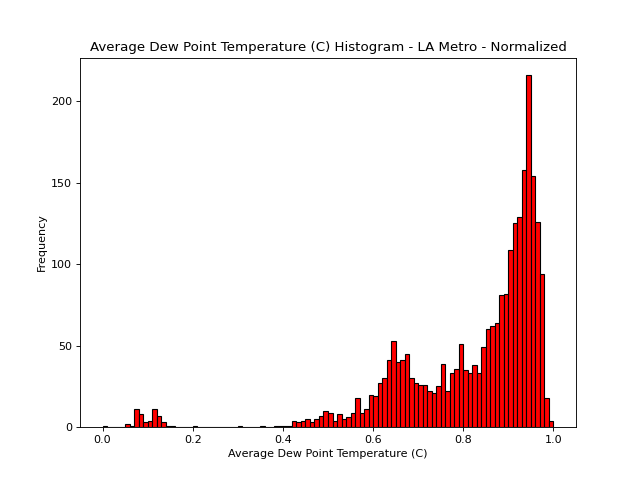 Average Dew Point Temperature (C) Histogram - LA Metro - Normalized
200
150
100
50
0
Frequency
0.0 0.2 0.4 0.6 0.8 1.0
Average Dew Point Temperature (C)